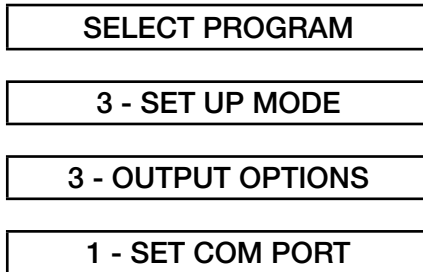 SELECT PROGRAM
3 - SET UP MODE
3 - OUTPUT OPTIONS
1 - SET COM PORT